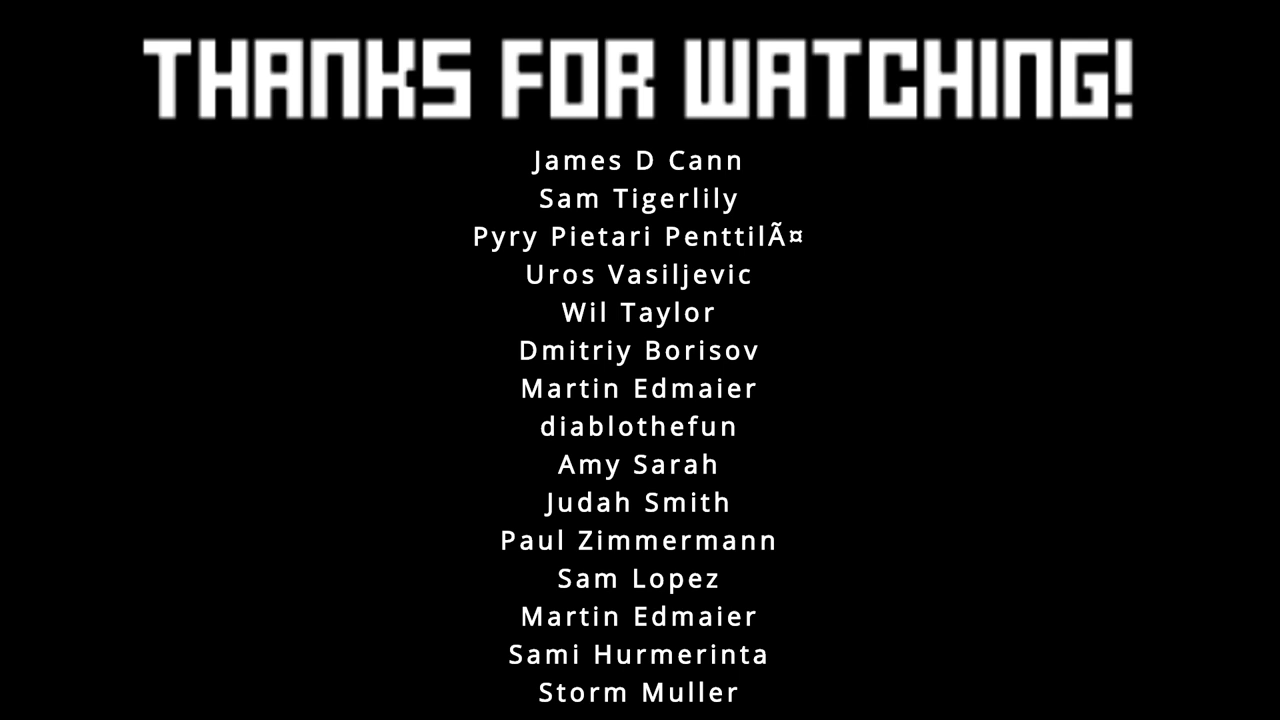 THANKS FOR WATCHING!
James D Cann
Sam Tigerlily
Pyry Pietari PenttilÃ¤
Uros Vasiljevic
Wil Taylor
Dmitriy Borisov
Martin Edmaier
diablothefun
Amy Sarah
Judah Smith
Paul Zimmermann
Sam Lopez
Martin Edmaier
Sami Hurmerinta
Storm Muller